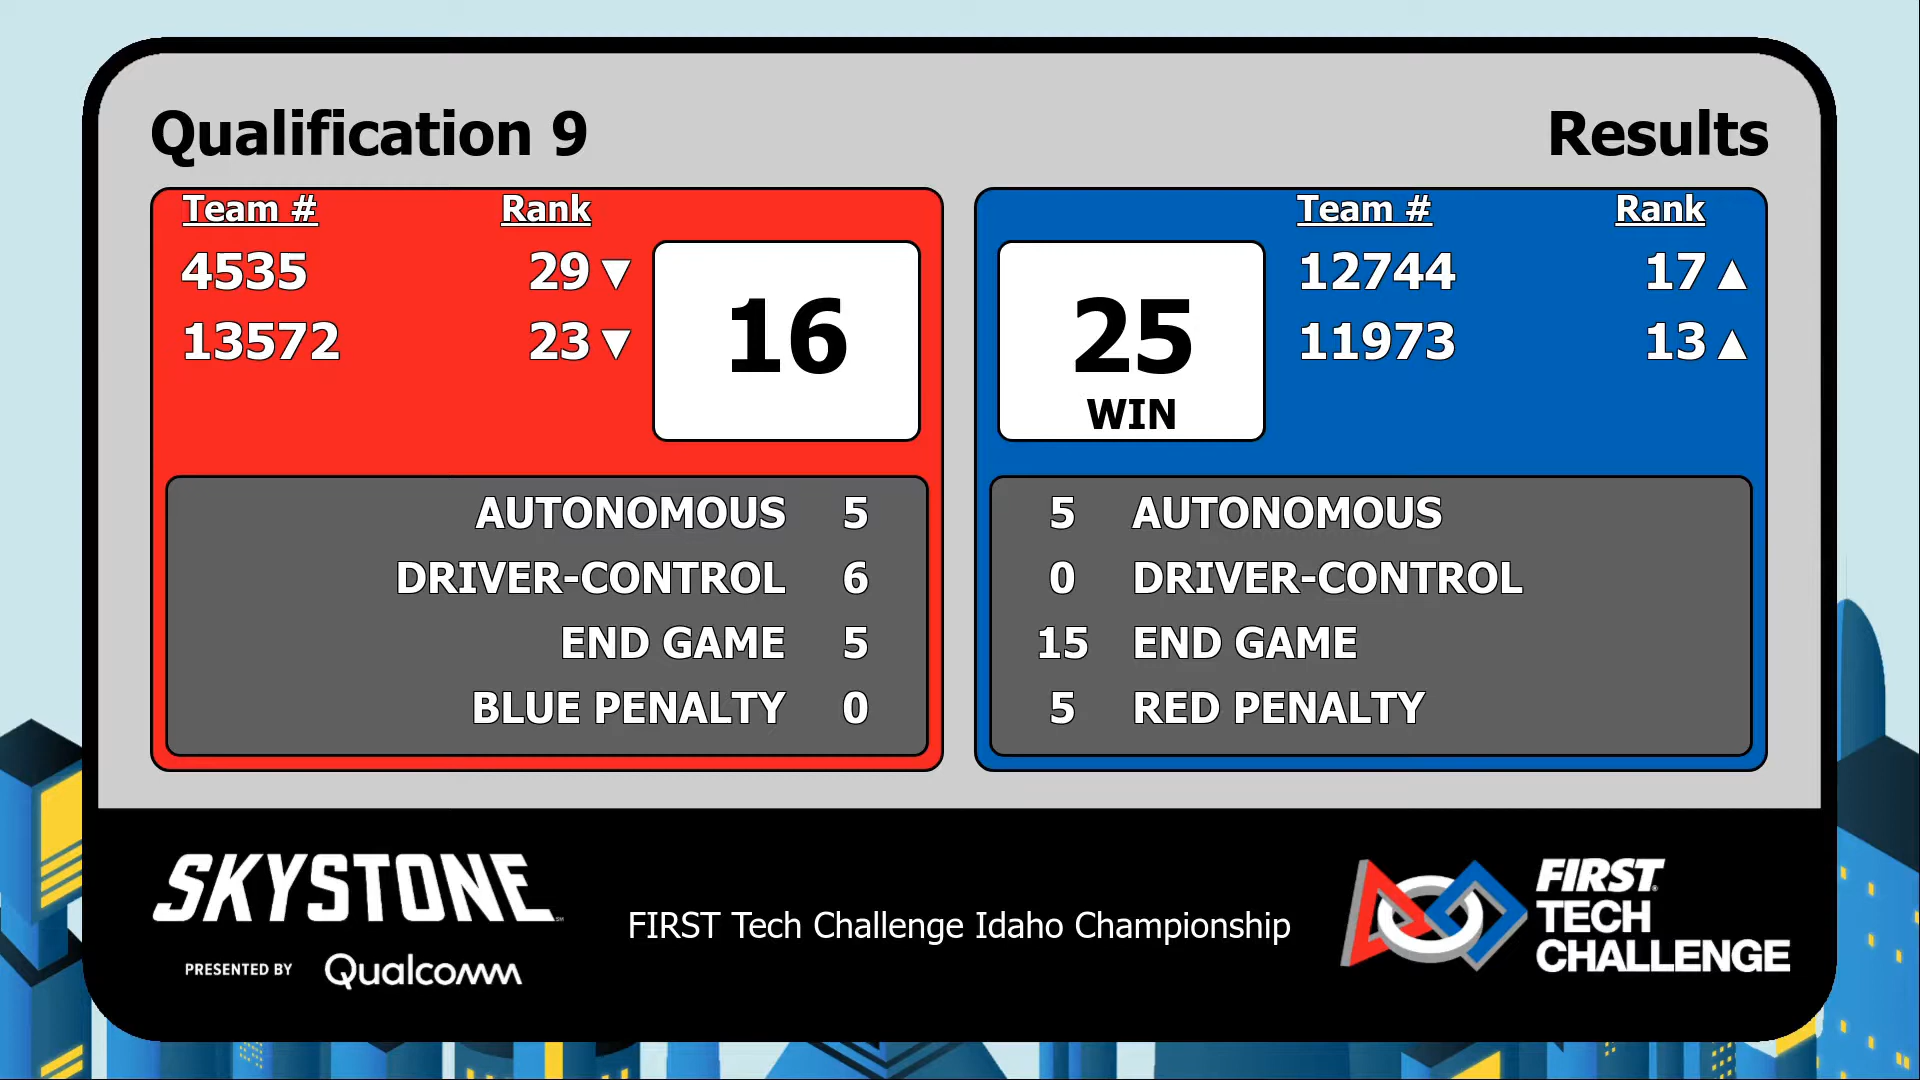 Qualification 9
Results
Team # Rank
4535 29 ▼
13572 23 ▼
16
25
WIN
Team # Rank
12744 17 ▲
11973 13 ▲
AUTONOMOUS 5
DRIVER-CONTROL 6
END GAME 5
BLUE PENALTY 0
5 AUTONOMOUS
0 DRIVER-CONTROL
15 END GAME
5 RED PENALTY
SKYSTONE
PRESENTED BY Qualcomm
FIRST Tech Challenge Idaho Championship
FIRST
TECH
CHALLENGE